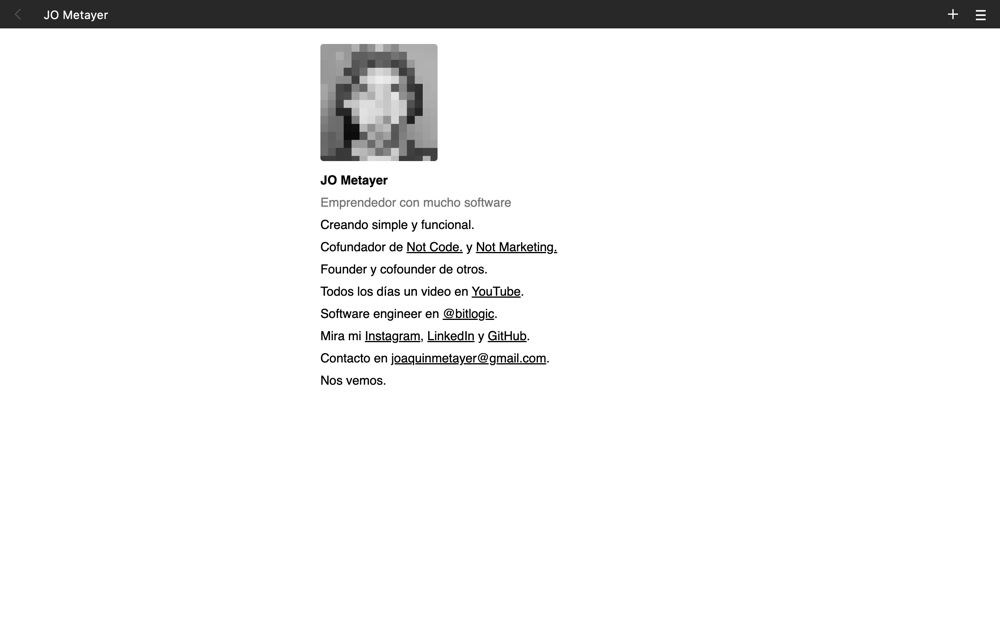 JO Metayer
JO Metayer
Emprendedor con mucho software
Creando simple y funcional.
Cofundador de Not Code. y Not Marketing.
Founder y cofounder de otros.
Todos los días un video en YouTube.
Software engineer en @bitlogic.
Mira mi Instagram, LinkedIn y GitHub.
Contacto en joaquinmetayer@gmail.com.
Nos vemos.